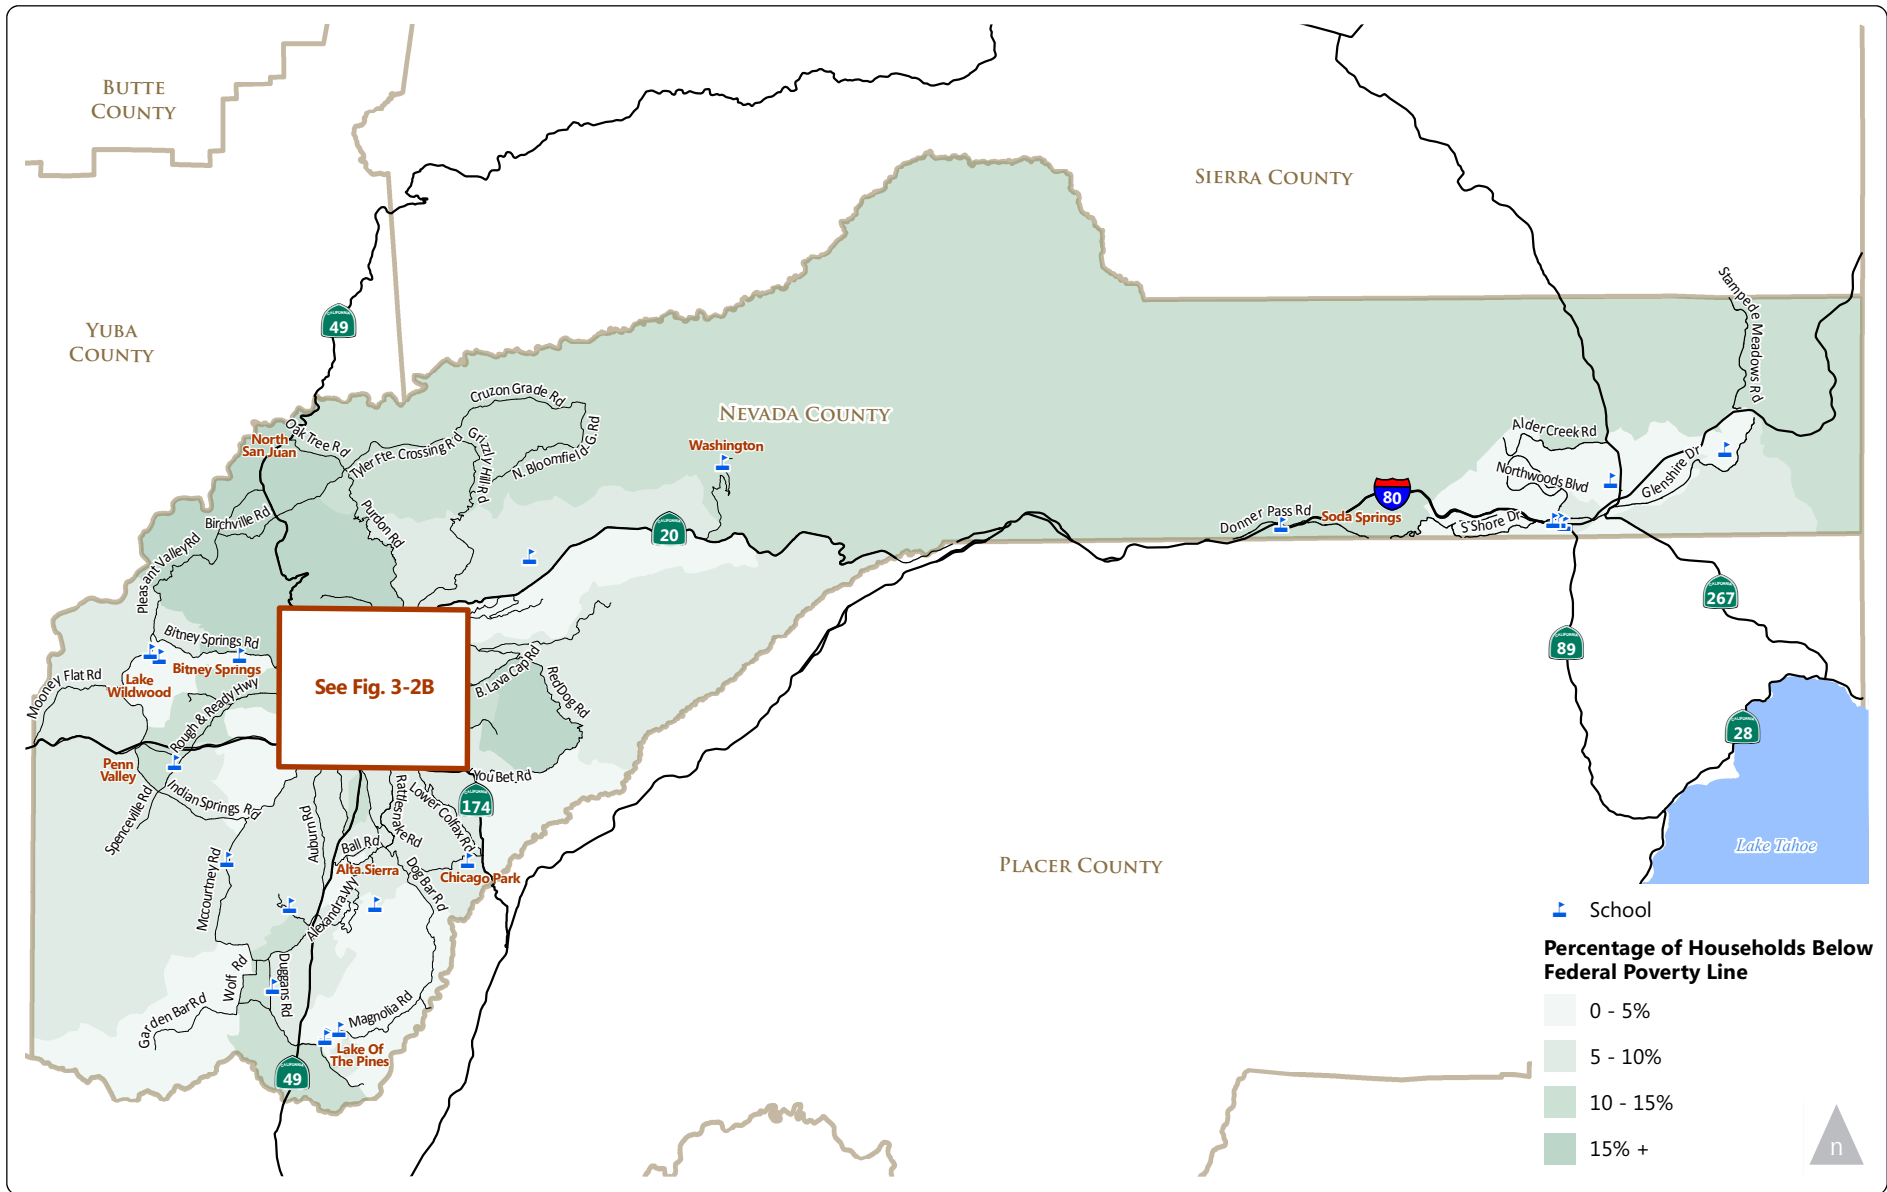 BUTTE
COUNTY
SIERRA COUNTY
YUBA
COUNTY
CALIFORNIA
49
Stampede Meadows Rd
Cruzon Grade Rd
NEVADA COUNTY
North
San Juan
Oak Tree Rd
Tyler Fte. Crossing Rd
Grizzly Hill Rd
N. Bloomfield-G. Rd
Washington
Alder Creek Rd
Northwoods Blvd
Glenshire Dr
Birchville Rd
Purdon Rd
CALIFORNIA
20
Donner Pass Rd
Soda Springs
80
S Shore Dr
Pleasant Valley Rd
CALIFORNIA
267
CALIFORNIA
89
Bitney Springs Rd
Bitney Springs
Mooney Flat Rd
Lake
Wildwood
Rough & Ready Hwy
See Fig. 3-2B
B. Lava Cap Rd
Red Dog Rd
CALIFORNIA
28
Penn
Valley
Indian Springs Rd
Spenceville Rd
You Bet Rd
CALIFORNIA
174
Rattlesnake Rd
Lower Colfax Rd
Auburn Rd
Ball Rd
Alta Sierra
Dog Bar Rd
Chicago Park
Mccourtney Rd
Alexandra Wy
PLACER COUNTY
Lake Tahoe
Wolf Rd
Duggans Rd
Garden Bar Rd
Magnolia Rd
Lake Of
The Pines
CALIFORNIA
49
School
Percentage of Households Below
Federal Poverty Line
0 - 5%
5 - 10%
10 - 15%
15% +
n